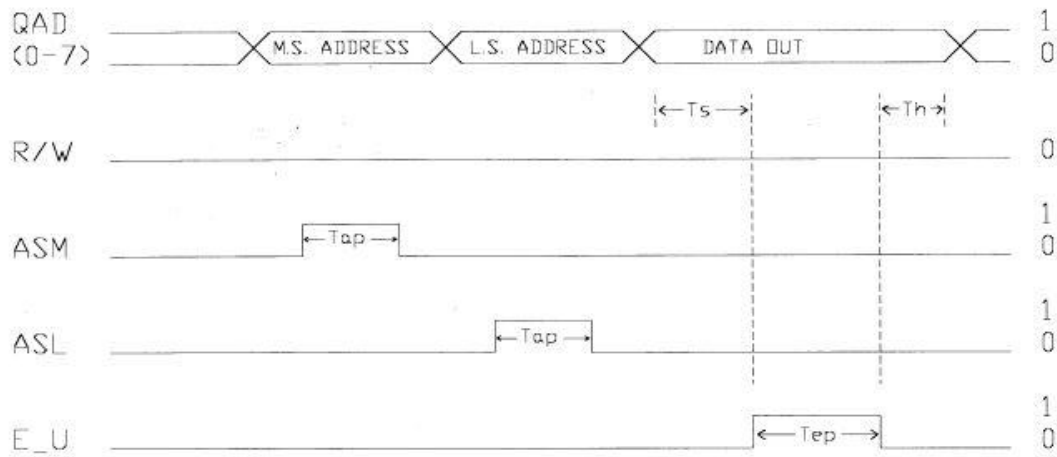 QAD 1
(0-7) M.S. ADDRESS L.S. ADDRESS DATA OUT 0
Ts Th
R/W 0
1
ASM Tap 0
1
ASL Tap 0
1
E_U Tep 0